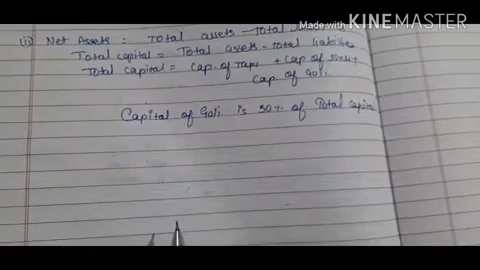 Made with KINEMASTER
(ii) Net Assets = Total assets - Total
Total capital = Total assets - Total liabilities
Total capital = Cap. of + Cap of
Cap of Goli
Capital of Goli is 50% of Total capital